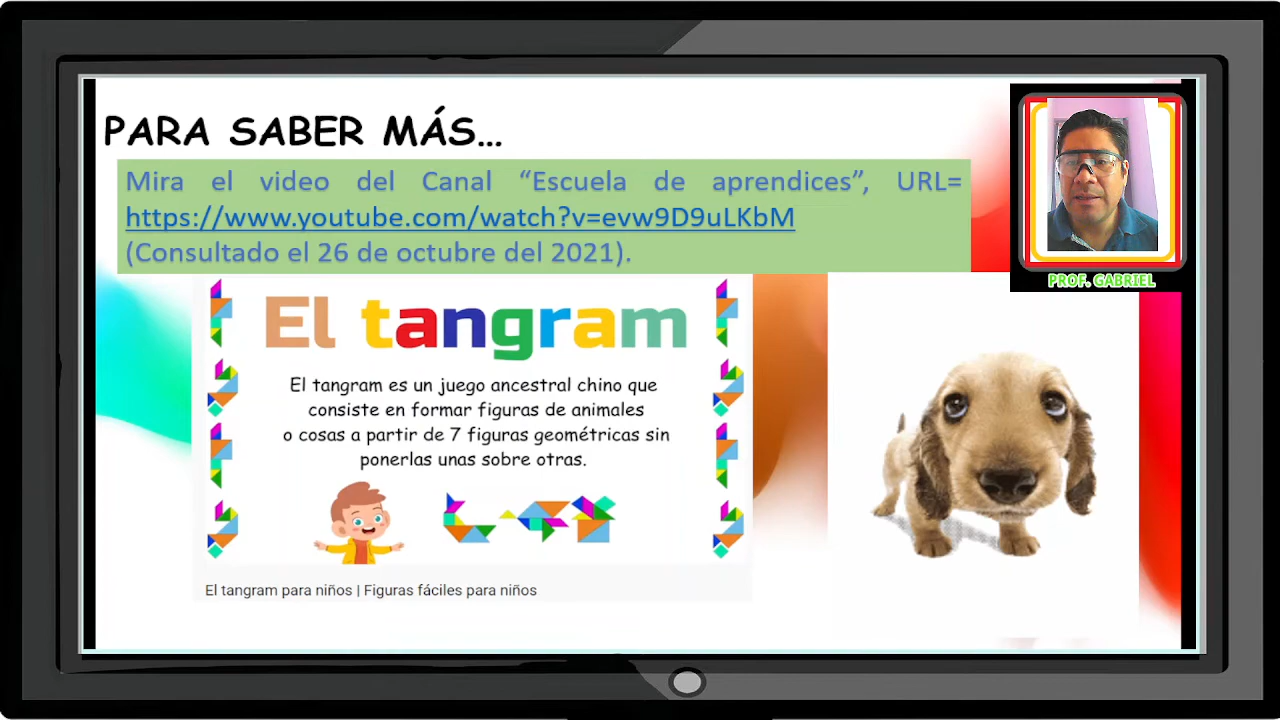 PARA SABER MÁS...
Mira el video del Canal “Escuela de aprendices”, URL=
https://www.youtube.com/watch?v=evw9D9uLKbM
(Consultado el 26 de octubre del 2021).
PROF. GABRIEL
El tangram
El tangram es un juego ancestral chino que
consiste en formar figuras de animales
o cosas a partir de 7 figuras geométricas sin
ponerlas unas sobre otras.
El tangram para niños | Figuras fáciles para niños